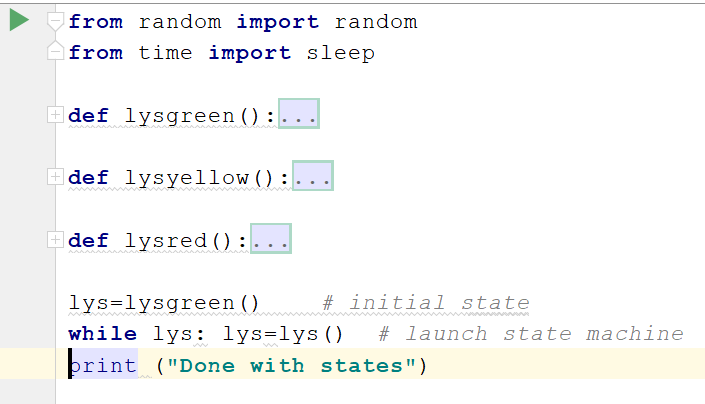 from random import random
from time import sleep
def lysgreen():...
def lysyellow():...
def lysred():...
lys=lysgreen() # initial state
while lys: lys=lys() # launch state machine
print ("Done with states")